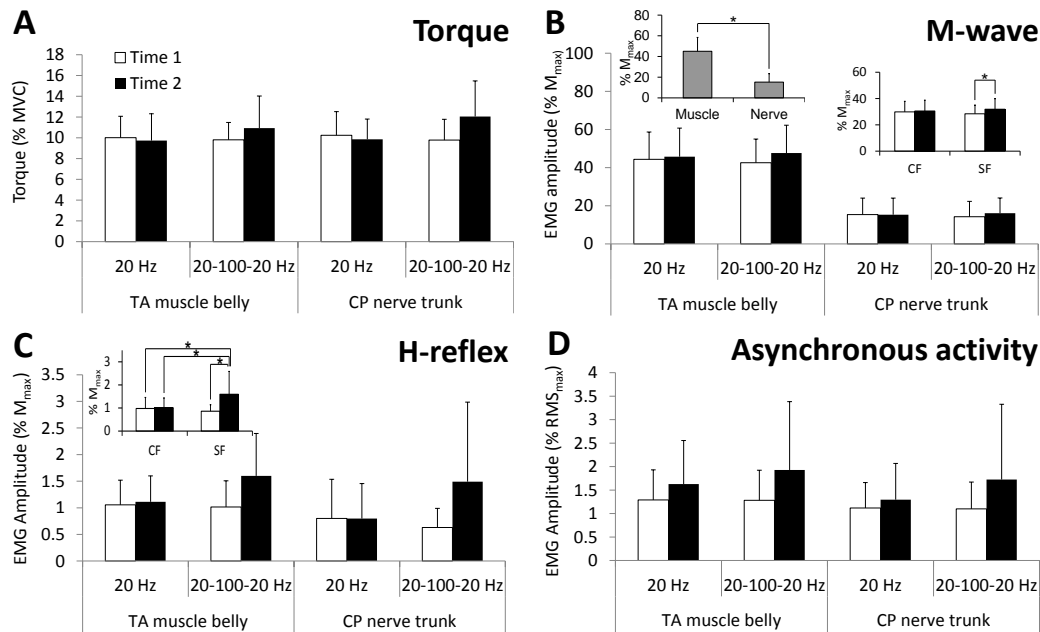 A
Torque
Torque (% MVC)
18
16
14
12
10
8
6
4
2
0
Time 1
Time 2
20 Hz
20-100-20 Hz
20 Hz
20-100-20 Hz
TA muscle belly
CP nerve trunk
B
M-wave
EMG amplitude (% Mmax)
100
80
60
40
20
0
% Mmax
80
60
40
20
0
*
Muscle
Nerve
% Mmax
60
40
20
0
*
CF
SF
20 Hz
20-100-20 Hz
20 Hz
20-100-20 Hz
TA muscle belly
CP nerve trunk
C
H-reflex
EMG Amplitude (% Mmax)
3.5
3
2.5
2
1.5
1
0.5
0
% Mmax
3
2
1
0
*
*
*
CF
SF
20 Hz
20-100-20 Hz
20 Hz
20-100-20 Hz
TA muscle belly
CP nerve trunk
D
Asynchronous activity
EMG Amplitude (% RMSmax)
4
3.5
3
2.5
2
1.5
1
0.5
0
20 Hz
20-100-20 Hz
20 Hz
20-100-20 Hz
TA muscle belly
CP nerve trunk